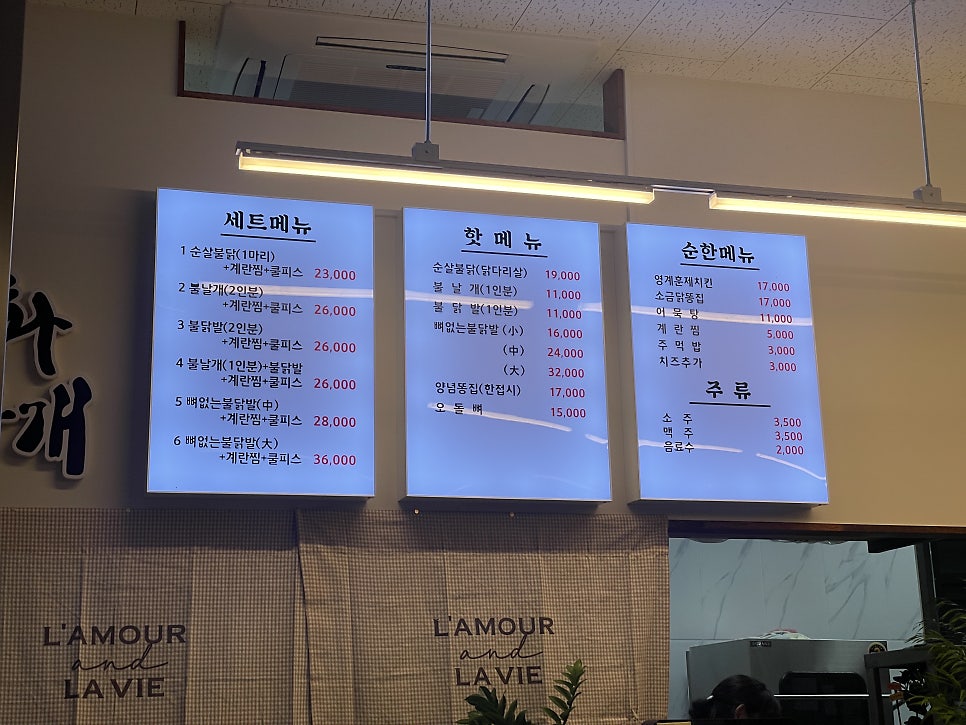 세트메뉴
1 순살불닭(1마리)
+계란찜+쿨피스 23,000
2 불날개(2인분)
+계란찜+쿨피스 26,000
3 불닭발(2인분)
+계란찜+쿨피스 26,000
4 불날개(1인분)+불닭발
+계란찜+쿨피스 26,000
5 뼈없는불닭발(中)
+계란찜+쿨피스 28,000
6 뼈없는불닭발(大)
+계란찜+쿨피스 36,000
핫 메 뉴
순살불닭(닭다리살) 19,000
불 날 개(1인분) 11,000
불 닭 발(1인분) 11,000
뼈없는불닭발 (小) 16,000
(中) 24,000
(大) 32,000
양념똥집(한접시) 17,000
오 돌 뼈 15,000
순한메뉴
영계훈제치킨 17,000
소금닭똥집 17,000
어 묵 탕 11,000
계 란 찜 5,000
주 먹 밥 3,000
치즈추가 3,000
주 류
소 주 3,500
맥 주 3,500
음료수 2,000
개
L'AMOUR
and
LA VIE
L'AMOUR
and
LA VIE